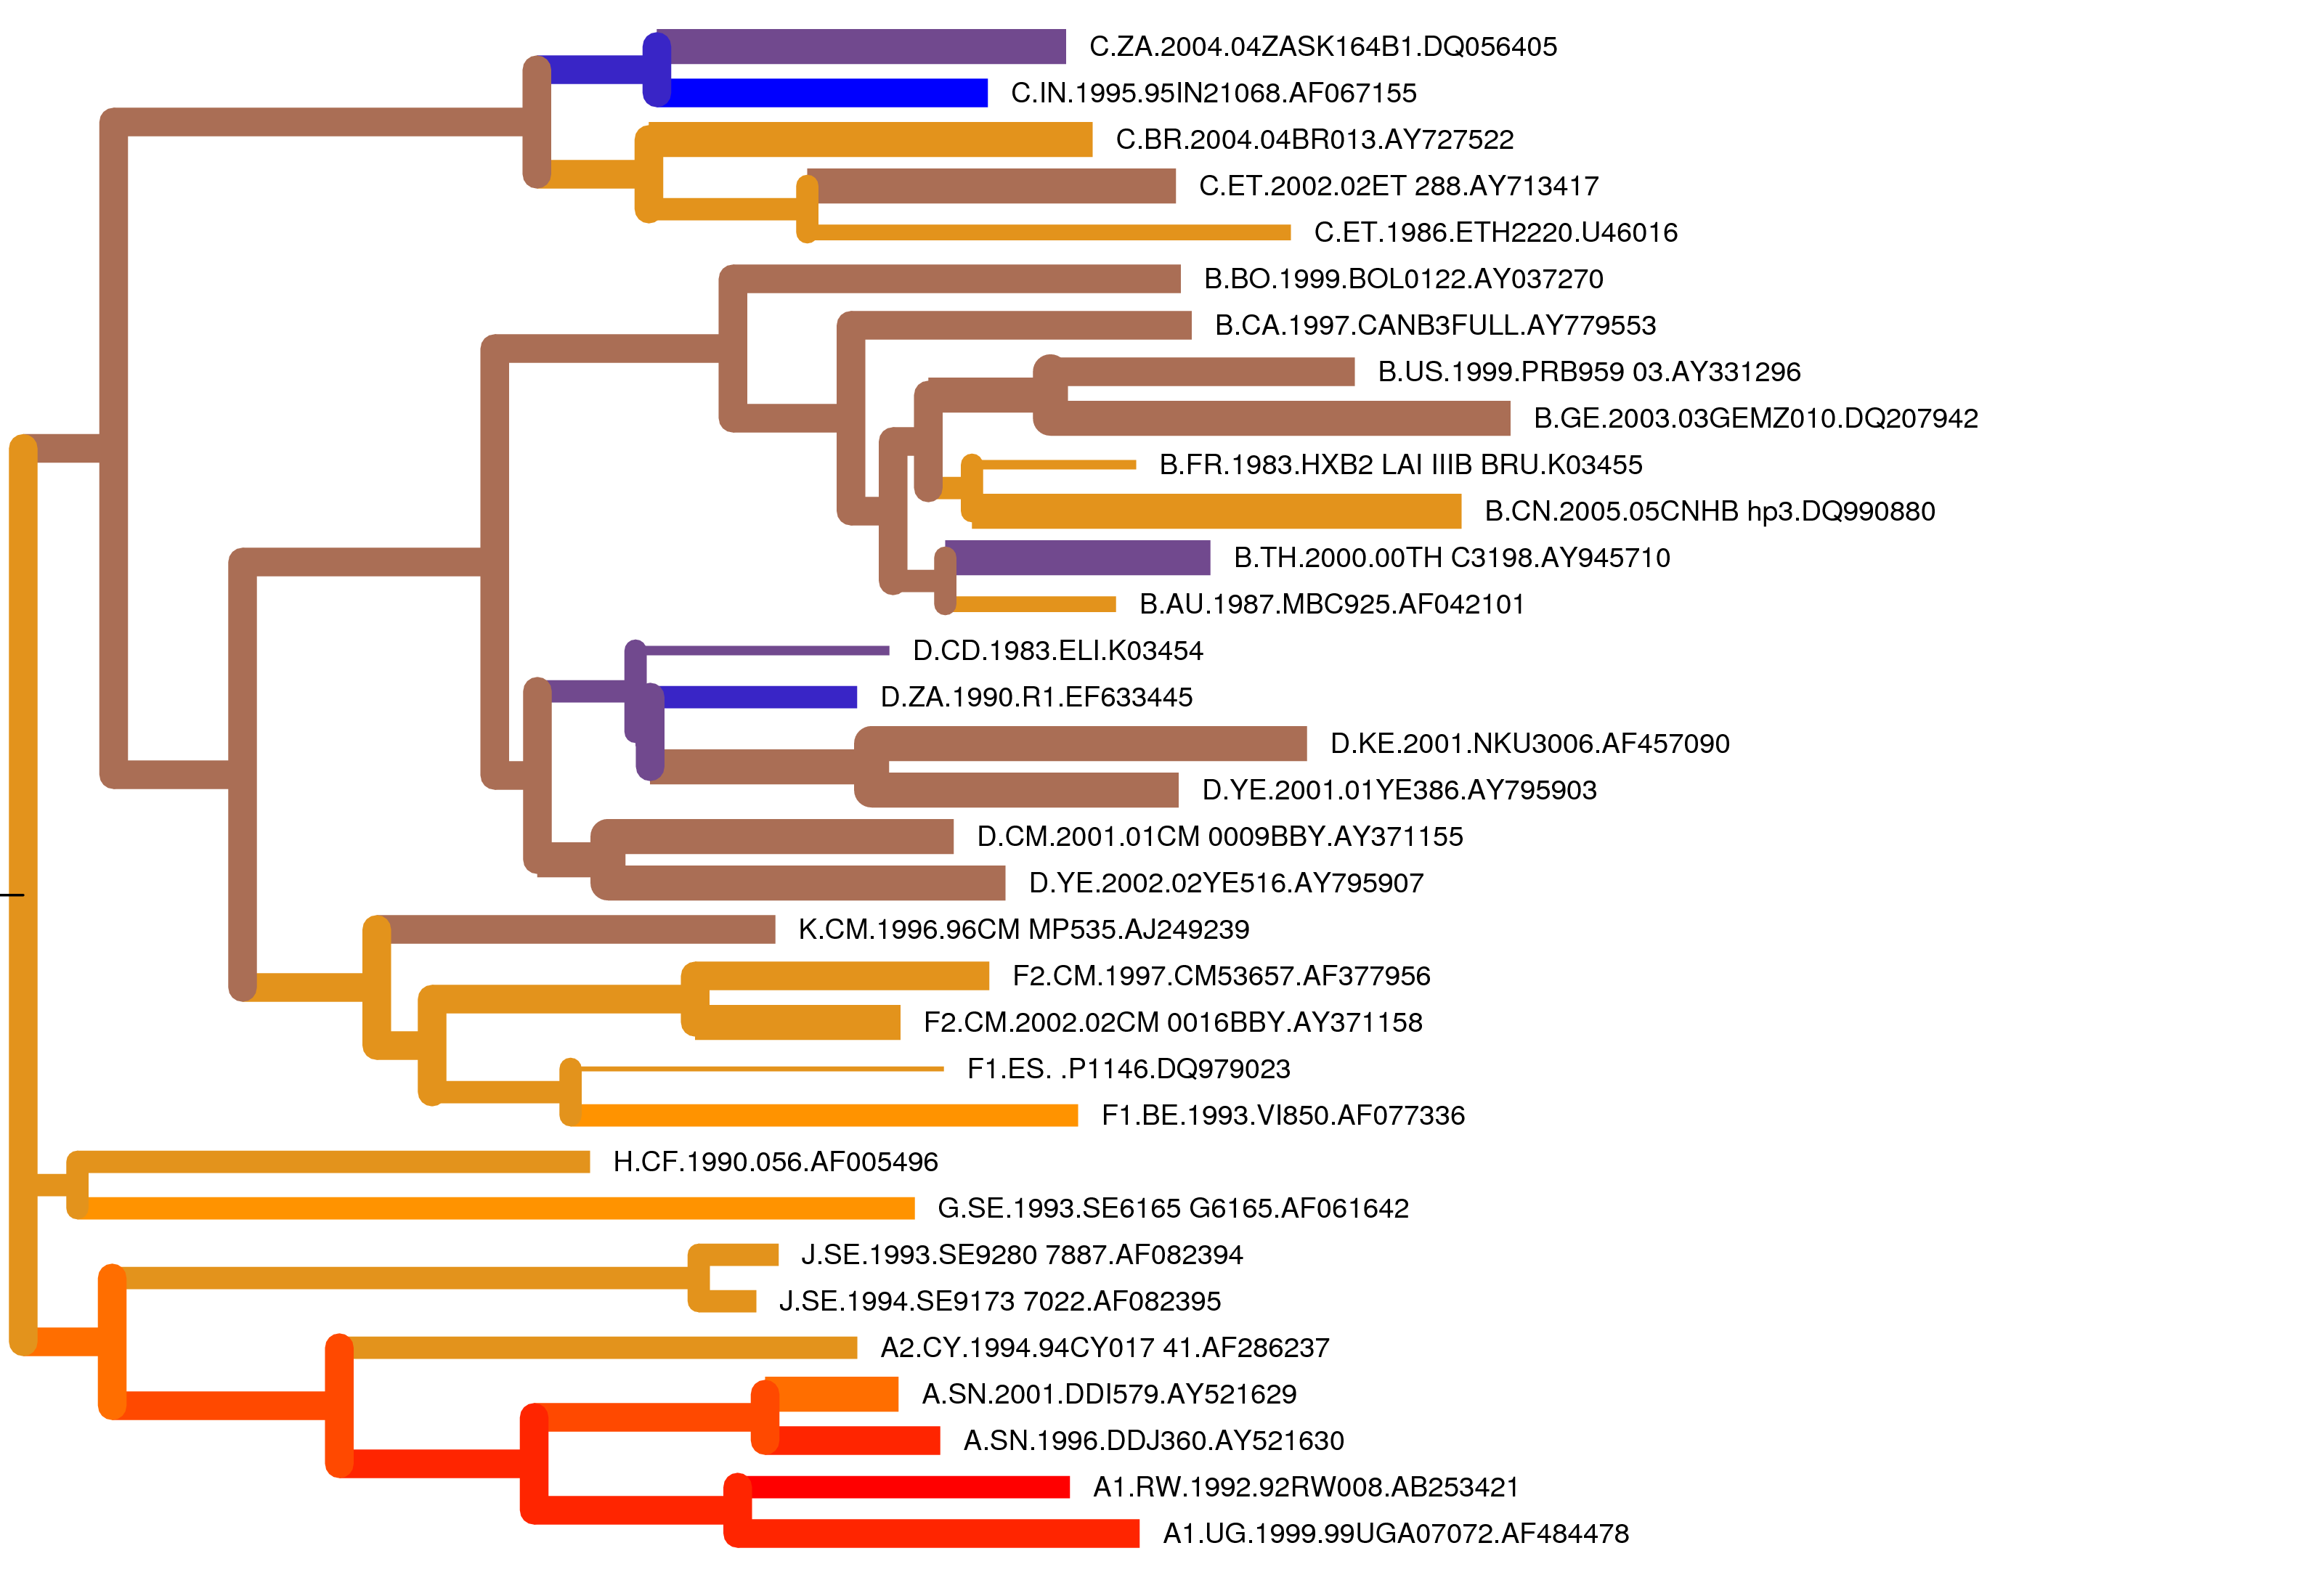 C.ZA.2004.04ZASK164B1.DQ056405
C.IN.1995.95IN21068.AF067155
C.BR.2004.04BR013.AY727522
C.ET.2002.02ET 288.AY713417
C.ET.1986.ETH2220.U46016
B.BO.1999.BOL0122.AY037270
B.CA.1997.CANB3FULL.AY779553
B.US.1999.PRB959 03.AY331296
B.GE.2003.03GEMZ010.DQ207942
B.FR.1983.HXB2 LAI IIIB BRU.K03455
B.CN.2005.05CNHB hp3.DQ990880
B.TH.2000.00TH C3198.AY945710
B.AU.1987.MBC925.AF042101
D.CD.1983.ELI.K03454
D.ZA.1990.R1.EF633445
D.KE.2001.NKU3006.AF457090
D.YE.2001.01YE386.AY795903
D.CM.2001.01CM 0009BBY.AY371155
D.YE.2002.02YE516.AY795907
K.CM.1996.96CM MP535.AJ249239
F2.CM.1997.CM53657.AF377956
F2.CM.2002.02CM 0016BBY.AY371158
F1.ES. .P1146.DQ979023
F1.BE.1993.VI850.AF077336
H.CF.1990.056.AF005496
G.SE.1993.SE6165 G6165.AF061642
J.SE.1993.SE9280 7887.AF082394
J.SE.1994.SE9173 7022.AF082395
A2.CY.1994.94CY017 41.AF286237
A.SN.2001.DDI579.AY521629
A.SN.1996.DDJ360.AY521630
A1.RW.1992.92RW008.AB253421
A1.UG.1999.99UGA07072.AF484478